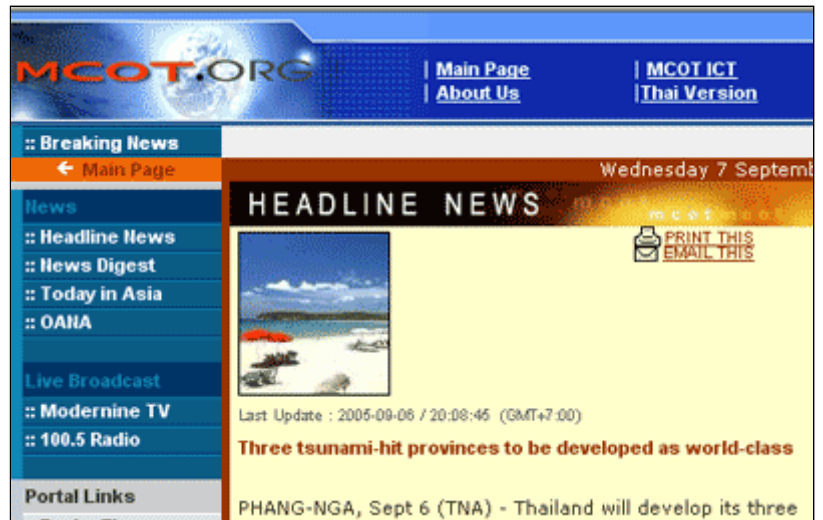 MCOT.ORG
| Main Page
| MCOT ICT
| About Us
|Thai Version
:: Breaking News
Main Page
Wednesday 7 Septemb
News
HEADLINE NEWS
:: Headline News
:: News Digest
:: Today in Asia
:: OANA
PRINT THIS
EMAIL THIS
Live Broadcast
:: Modernine TV
:: 100.5 Radio
Portal Links
Last Update : 2005-09-06 / 20:08:45 (GMT+7:00)
Three tsunami-hit provinces to be developed as world-class
PHANG-NGA, Sept 6 (TNA) - Thailand will develop its three